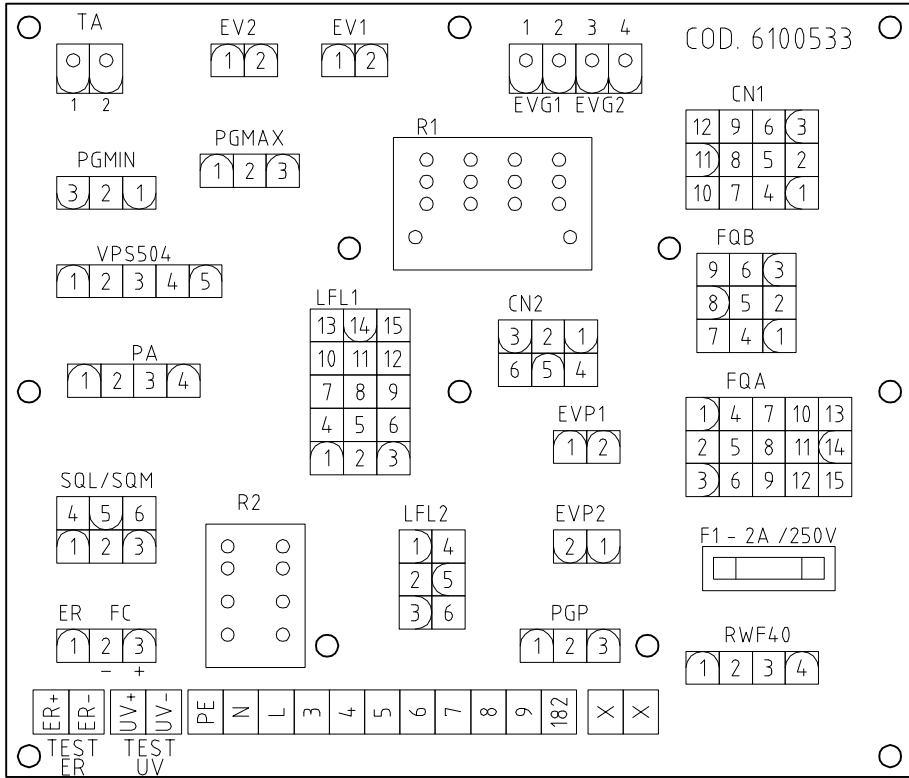 TA
1 2
EV2
1 2
EV1
1 2
1 2 3 4
EVG1 EVG2
COD. 6100533
CN1
12 9 6 3
11 8 5 2
10 7 4 1
PGMAX
1 2 3
R1
PGMIN
3 2 1
FQB
9 6 3
8 5 2
7 4 1
VPS504
1 2 3 4 5
LFL1
13 14 15
10 11 12
7 8 9
4 5 6
1 2 3
CN2
3 2 1
6 5 4
PA
1 2 3 4
FQA
1 4 7 10 13
2 5 8 11 14
3 6 9 12 15
EVP1
1 2
SQL/SQM
4 5 6
1 2 3
R2
LFL2
1 4
2 5
3 6
EVP2
2 1
F1 - 2A /250V
ER FC
1 2 3
- +
PGP
1 2 3
RWF40
1 2 3 4
ER+ ER- UV+ UV- PE N L 3 4 5 6 7 8 9 182 X X
TEST ER
TEST UV